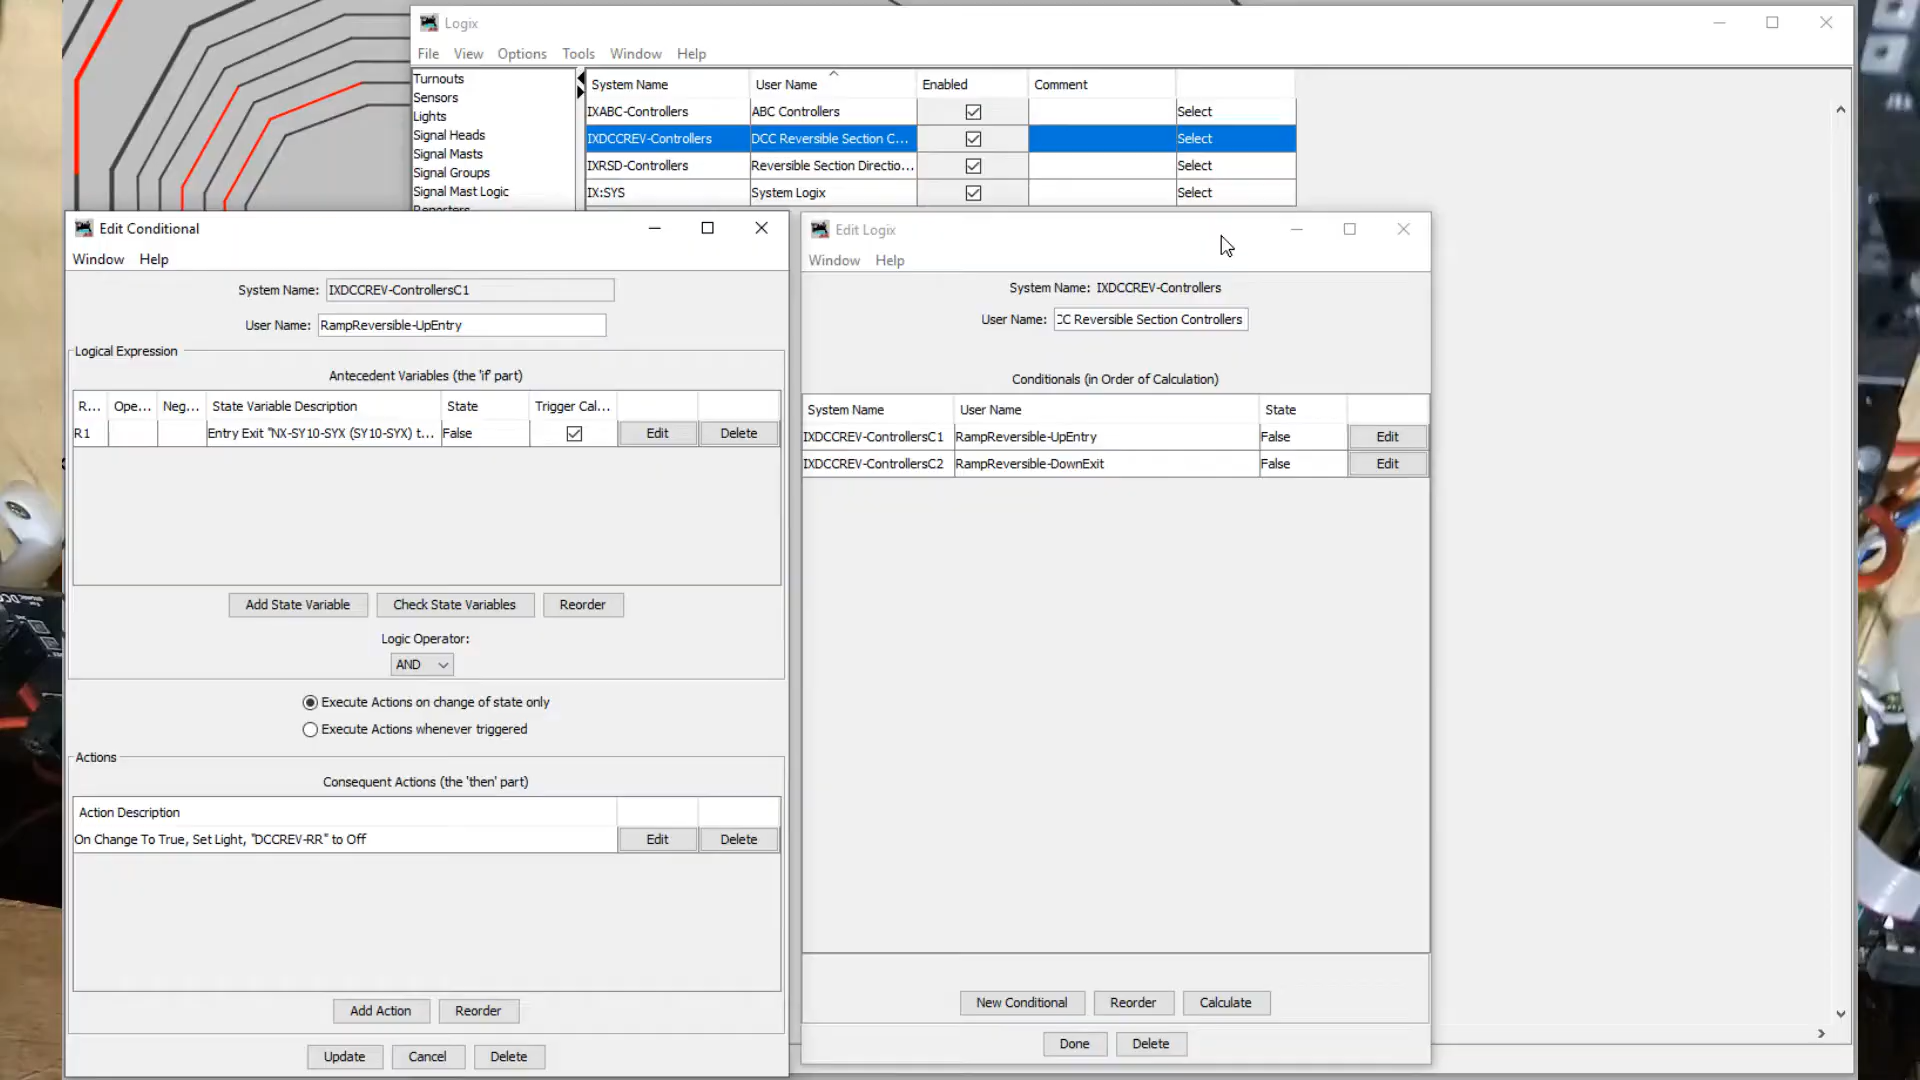 Logix
File View Options Tools Window Help
Turnouts
Sensors
Lights
Signal Heads
Signal Masts
Signal Groups
Signal Mast Logic
System Name User Name Enabled Comment
IXABC-Controllers ABC Controllers Select
IXDCCREV-Controllers DCC Reversible Section C... Select
IXRSD-Controllers Reversible Section Directio... Select
IX:SYS System Logix Select
Edit Conditional
Window Help
System Name: IXDCCREV-ControllersC1
User Name: RampReversible-UpEntry
Logical Expression
Antecedent Variables (the 'if' part)
R... Ope... Neg... State Variable Description State Trigger Cal...
R1 Entry Exit "NX-SY10-SYX (SY10-SYX) t... False Edit Delete
Add State Variable Check State Variables Reorder
Logic Operator:
AND
Execute Actions on change of state only
Execute Actions whenever triggered
Actions
Consequent Actions (the 'then' part)
Action Description
On Change To True, Set Light, "DCCREV-RR" to Off Edit Delete
Add Action Reorder
Update Cancel Delete
Edit Logix
Window Help
System Name: IXDCCREV-Controllers
User Name: CC Reversible Section Controllers
Conditionals (in Order of Calculation)
System Name User Name State
IXDCCREV-ControllersC1 RampReversible-UpEntry False Edit
IXDCCREV-ControllersC2 RampReversible-DownExit False Edit
New Conditional Reorder Calculate
Done Delete